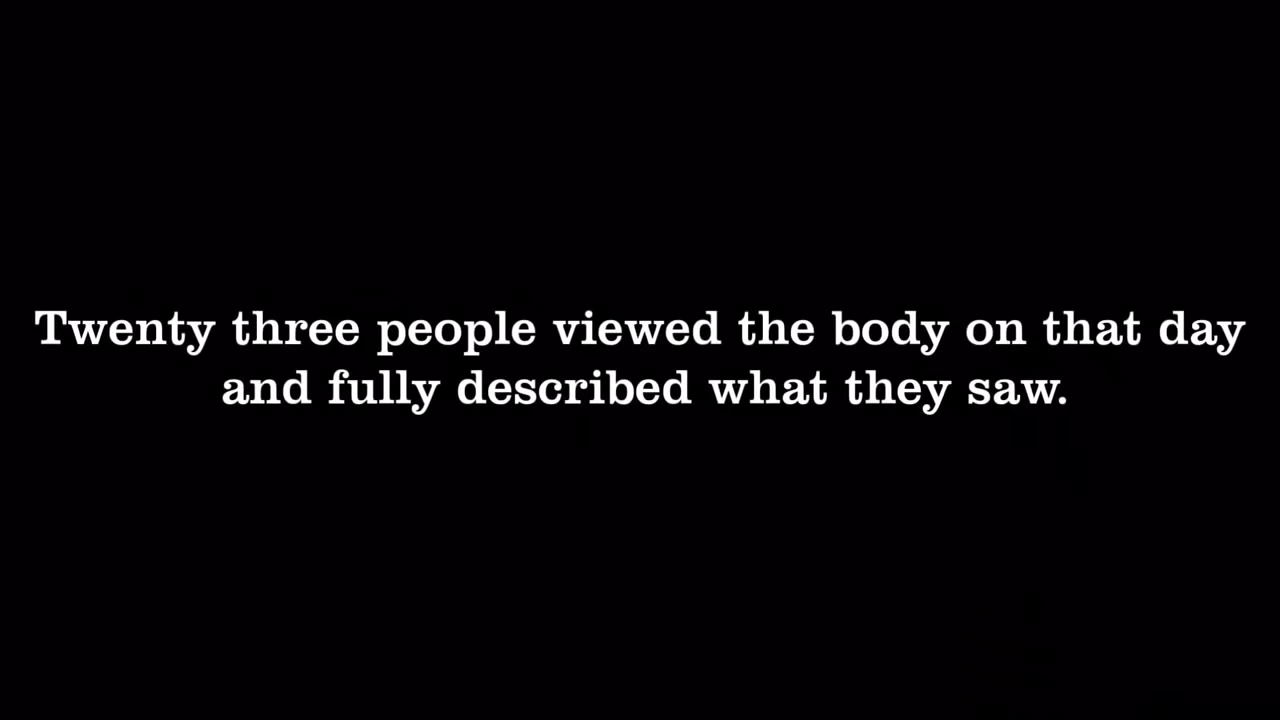 Twenty three people viewed the body on that day
and fully described what they saw.